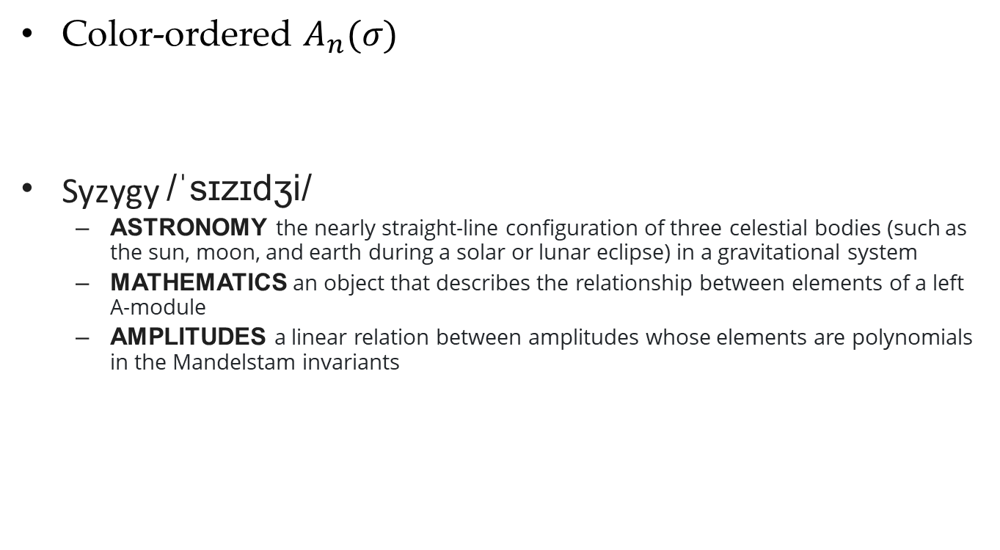 • Color-ordered 𝐴ₙ(𝜎)
• Syzygy /ˈsɪzɪdʒi/
– ASTRONOMY the nearly straight-line configuration of three celestial bodies (such as
the sun, moon, and earth during a solar or lunar eclipse) in a gravitational system
– MATHEMATICS an object that describes the relationship between elements of a left
A-module
– AMPLITUDES a linear relation between amplitudes whose elements are polynomials
in the Mandelstam invariants